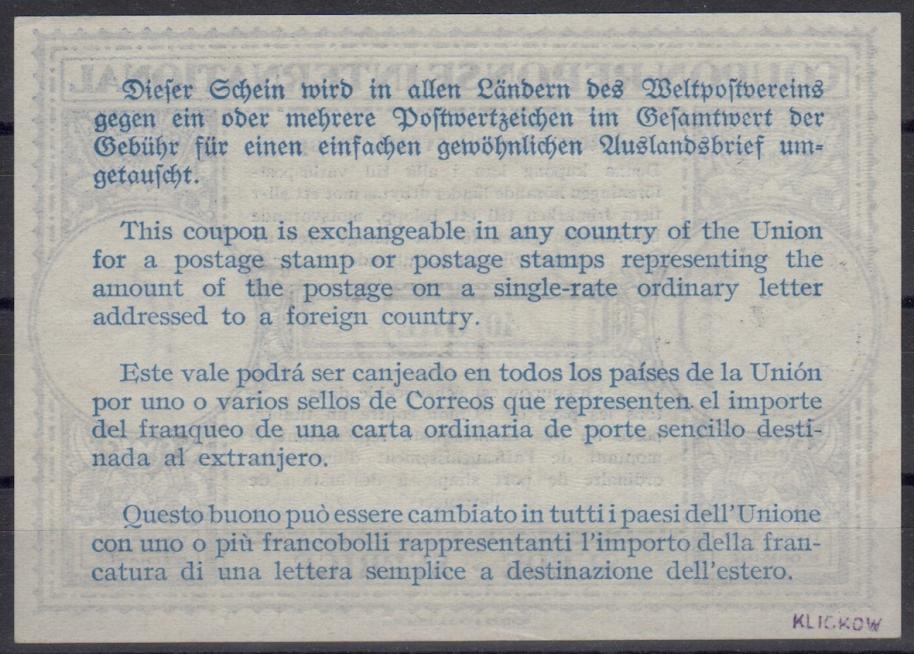 Dieser Schein wird in allen Ländern des Weltpostvereins
gegen ein oder mehrere Postwertzeichen im Gesamtwert der
Gebühr für einen einfachen gewöhnlichen Auslandsbrief um=
getauscht.
This coupon is exchangeable in any country of the Union
for a postage stamp or postage stamps representing the
amount of the postage on a single-rate ordinary letter
addressed to a foreign country.
Este vale podrá ser canjeado en todos los países de la Unión
por uno o varios sellos de Correos que representen el importe
del franqueo de una carta ordinaria de porte sencillo desti-
nada al extranjero.
Questo buono può essere cambiato in tutti i paesi dell'Unione
con uno o più francobolli rappresentanti l'importo della fran-
catura di una lettera semplice a destinazione dell'estero.
KLICKOW